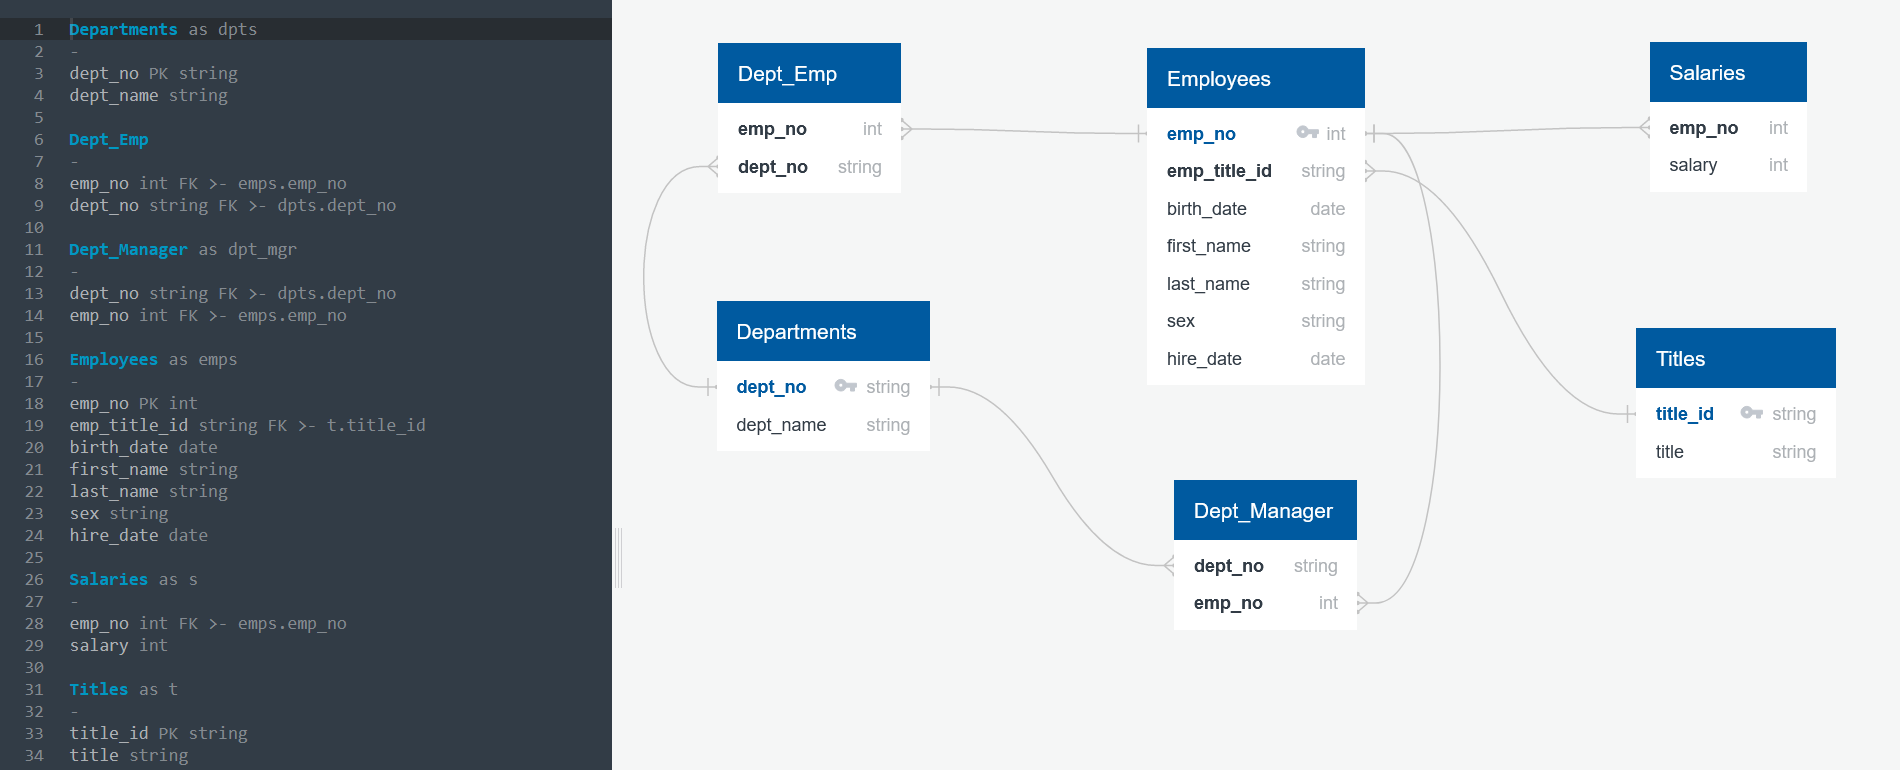 1 Departments as dpts
2 -
3 dept_no PK string
4 dept_name string
5
6 Dept_Emp
7 -
8 emp_no int FK >- emps.emp_no
9 dept_no string FK >- dpts.dept_no
10
11 Dept_Manager as dpt_mgr
12 -
13 dept_no string FK >- dpts.dept_no
14 emp_no int FK >- emps.emp_no
15
16 Employees as emps
17 -
18 emp_no PK int
19 emp_title_id string FK >- t.title_id
20 birth_date date
21 first_name string
22 last_name string
23 sex string
24 hire_date date
25
26 Salaries as s
27 -
28 emp_no int FK >- emps.emp_no
29 salary int
30
31 Titles as t
32 -
33 title_id PK string
34 title string
Dept_Emp
emp_no int
dept_no string
Departments
dept_no string
dept_name string
Employees
emp_no int
emp_title_id string
birth_date date
first_name string
last_name string
sex string
hire_date date
Dept_Manager
dept_no string
emp_no int
Salaries
emp_no int
salary int
Titles
title_id string
title string